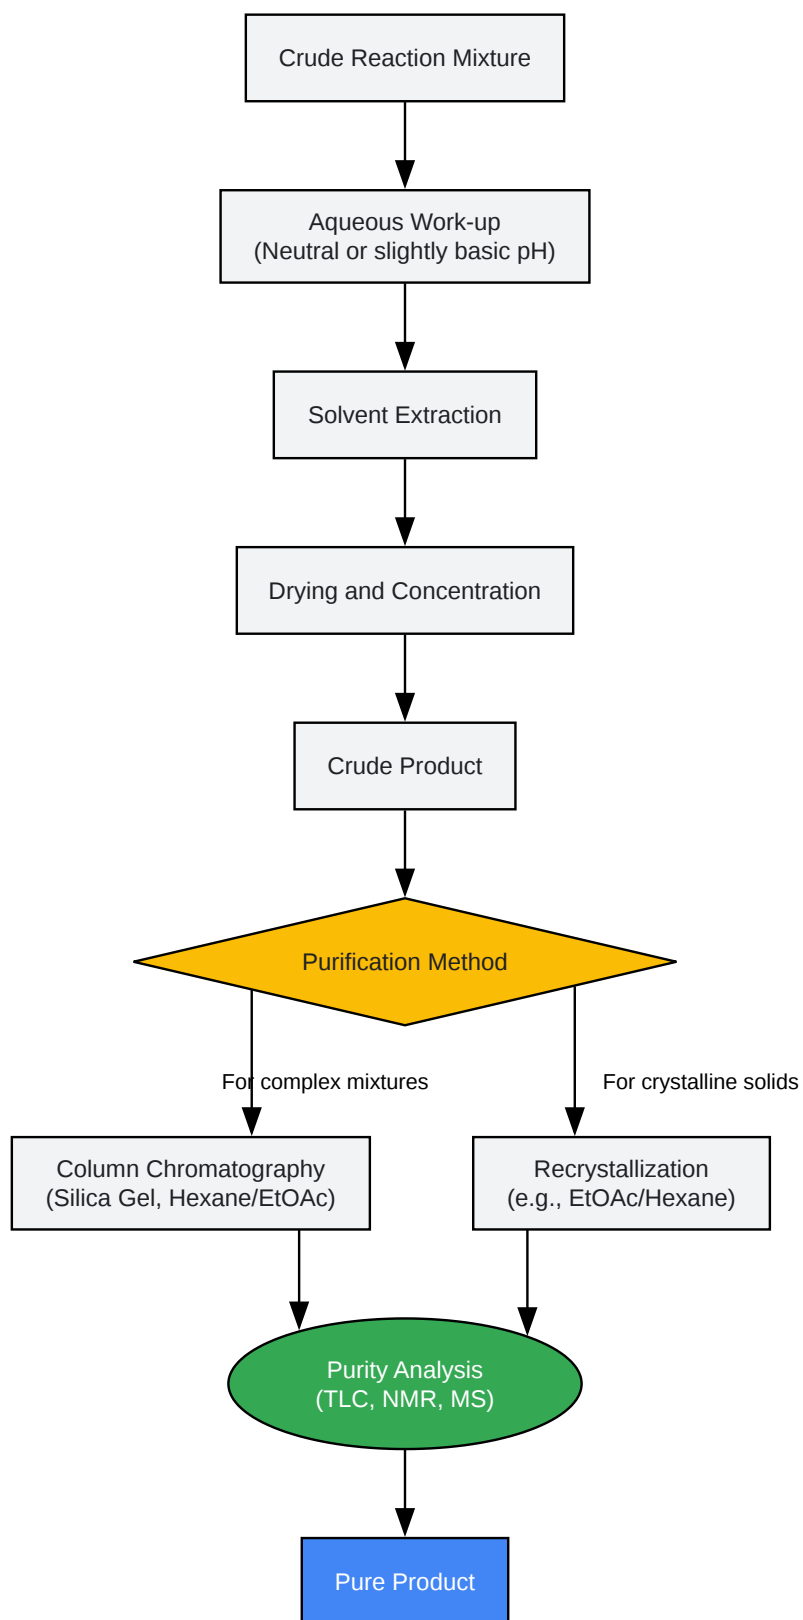 Crude Reaction Mixture
Aqueous Work-up
(Neutral or slightly basic pH)
Solvent Extraction
Drying and Concentration
Crude Product
Purification Method
For complex mixtures
For crystalline solids
Column Chromatography
(Silica Gel, Hexane/EtOAc)
Recrystallization
(e.g., EtOAc/Hexane)
Purity Analysis
(TLC, NMR, MS)
Pure Product